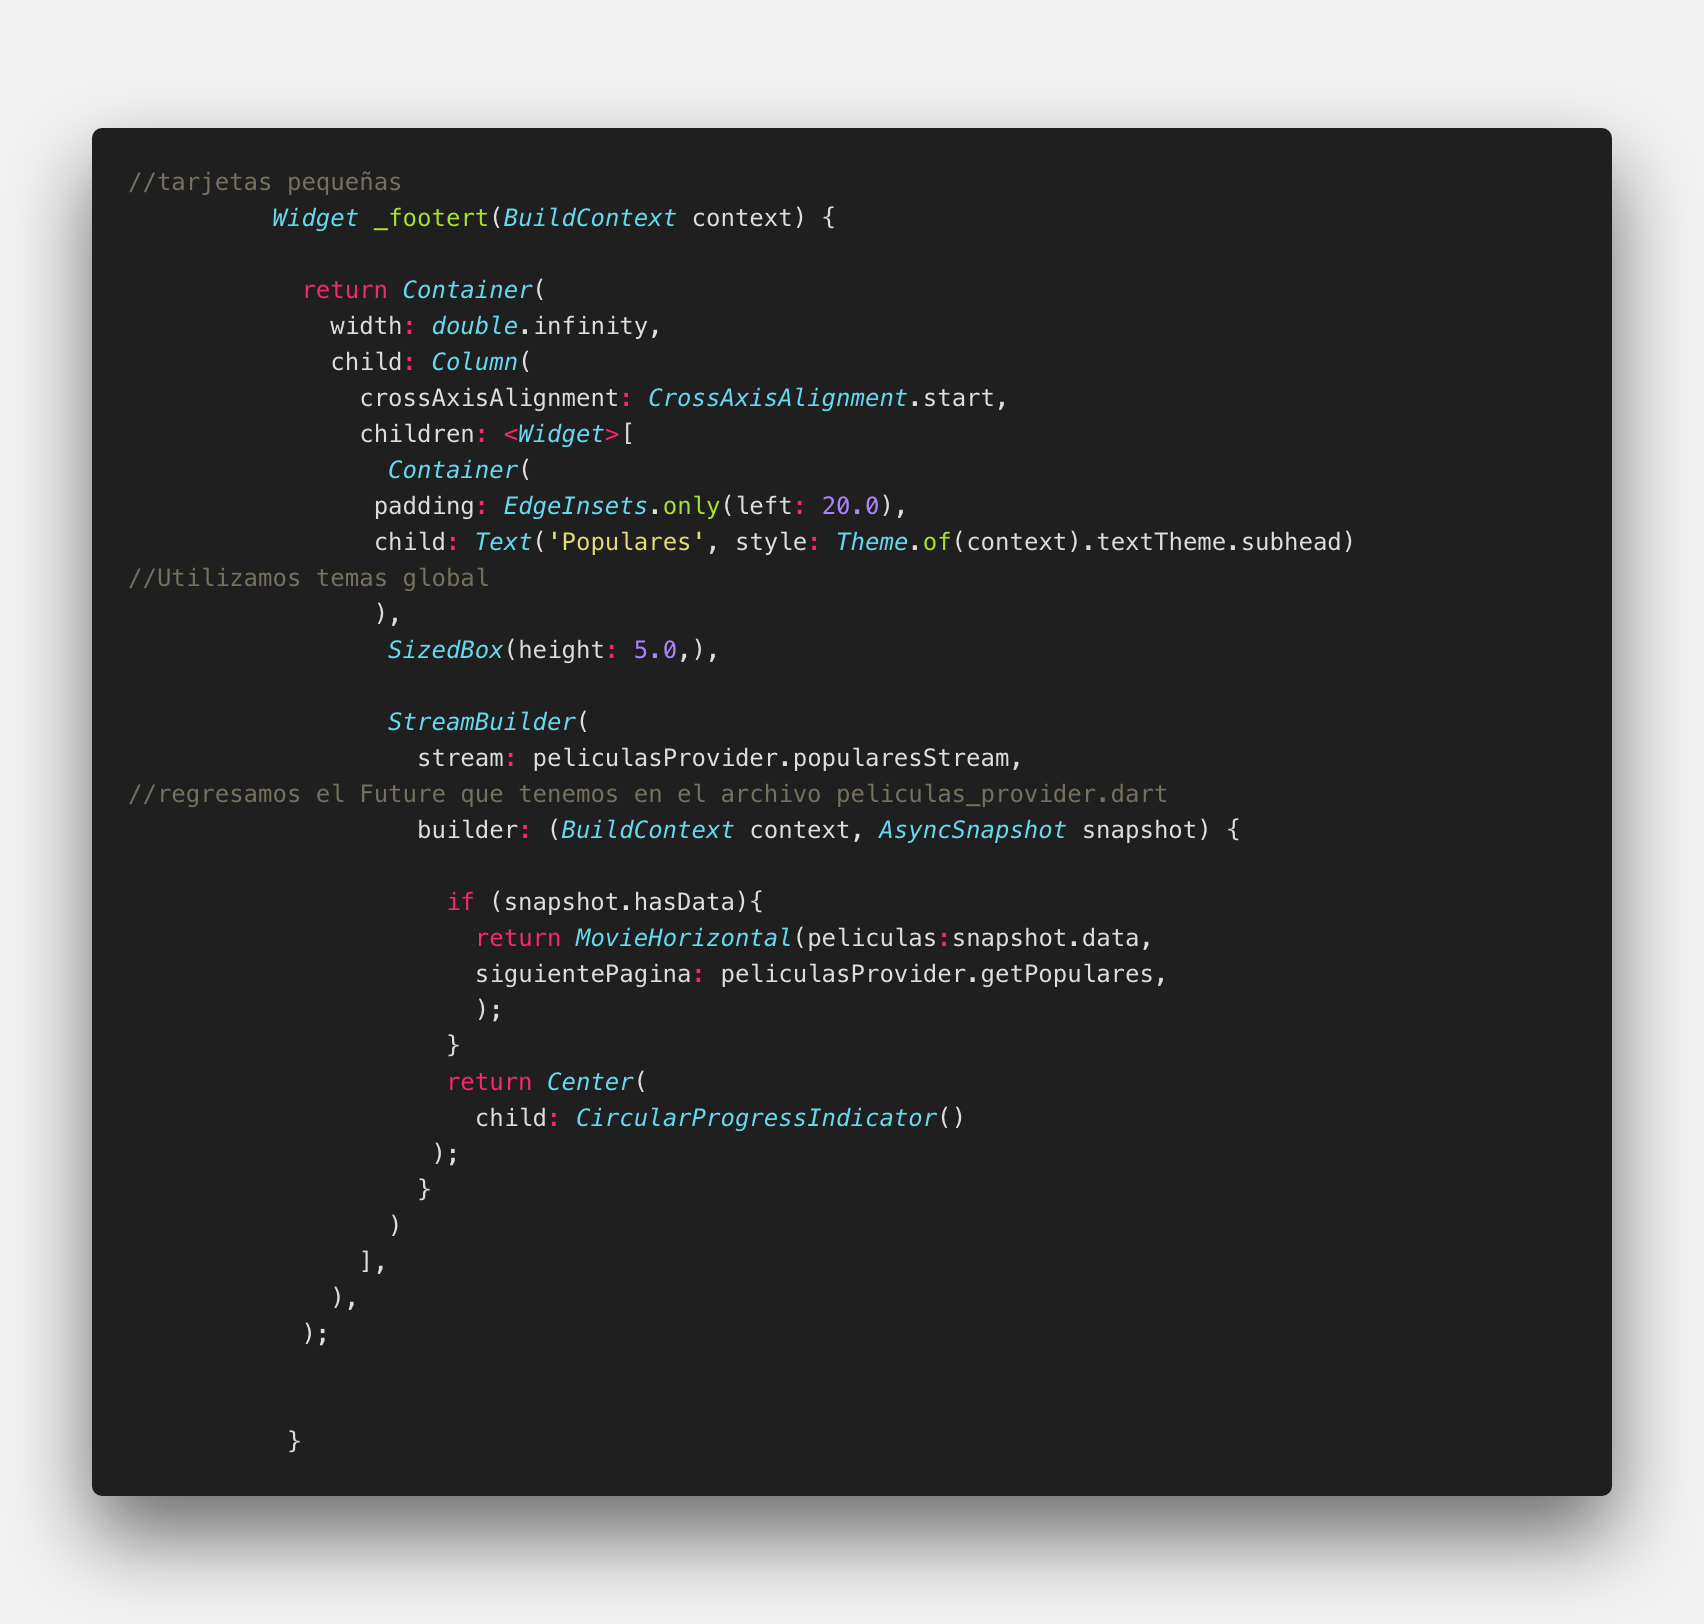 //tarjetas pequeñas
Widget _footert(BuildContext context) {
return Container(
width: double.infinity,
child: Column(
crossAxisAlignment: CrossAxisAlignment.start,
children: <Widget>[
Container(
padding: EdgeInsets.only(left: 20.0),
child: Text('Populares', style: Theme.of(context).textTheme.subhead)
//Utilizamos temas global
),
SizedBox(height: 5.0,),
StreamBuilder(
stream: peliculasProvider.popularesStream,
//regresamos el Future que tenemos en el archivo peliculas_provider.dart
builder: (BuildContext context, AsyncSnapshot snapshot) {
if (snapshot.hasData){
return MovieHorizontal(peliculas:snapshot.data,
siguientePagina: peliculasProvider.getPopulares,
);
}
return Center(
child: CircularProgressIndicator()
);
}
)
],
),
);
}